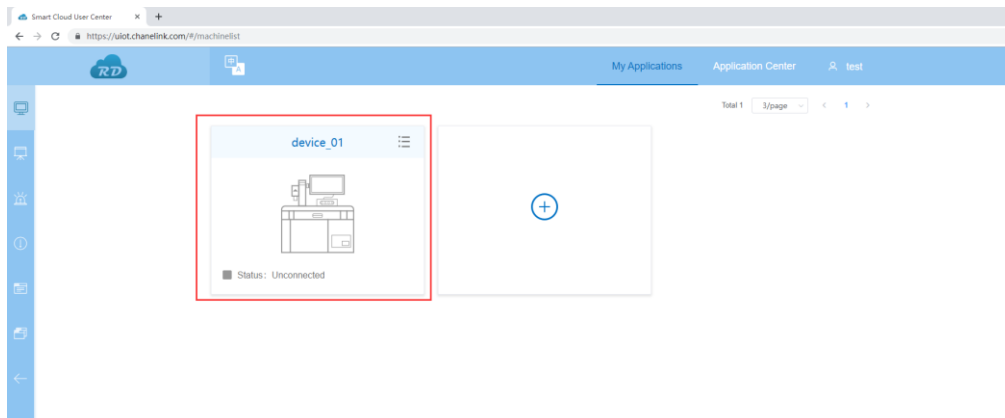 Smart Cloud User Center
https://uiot.chanelink.com/#/machinelist
RD
中 A
My Applications
Application Center
test
Total 1
3/page
1
device_01
Status: Unconnected